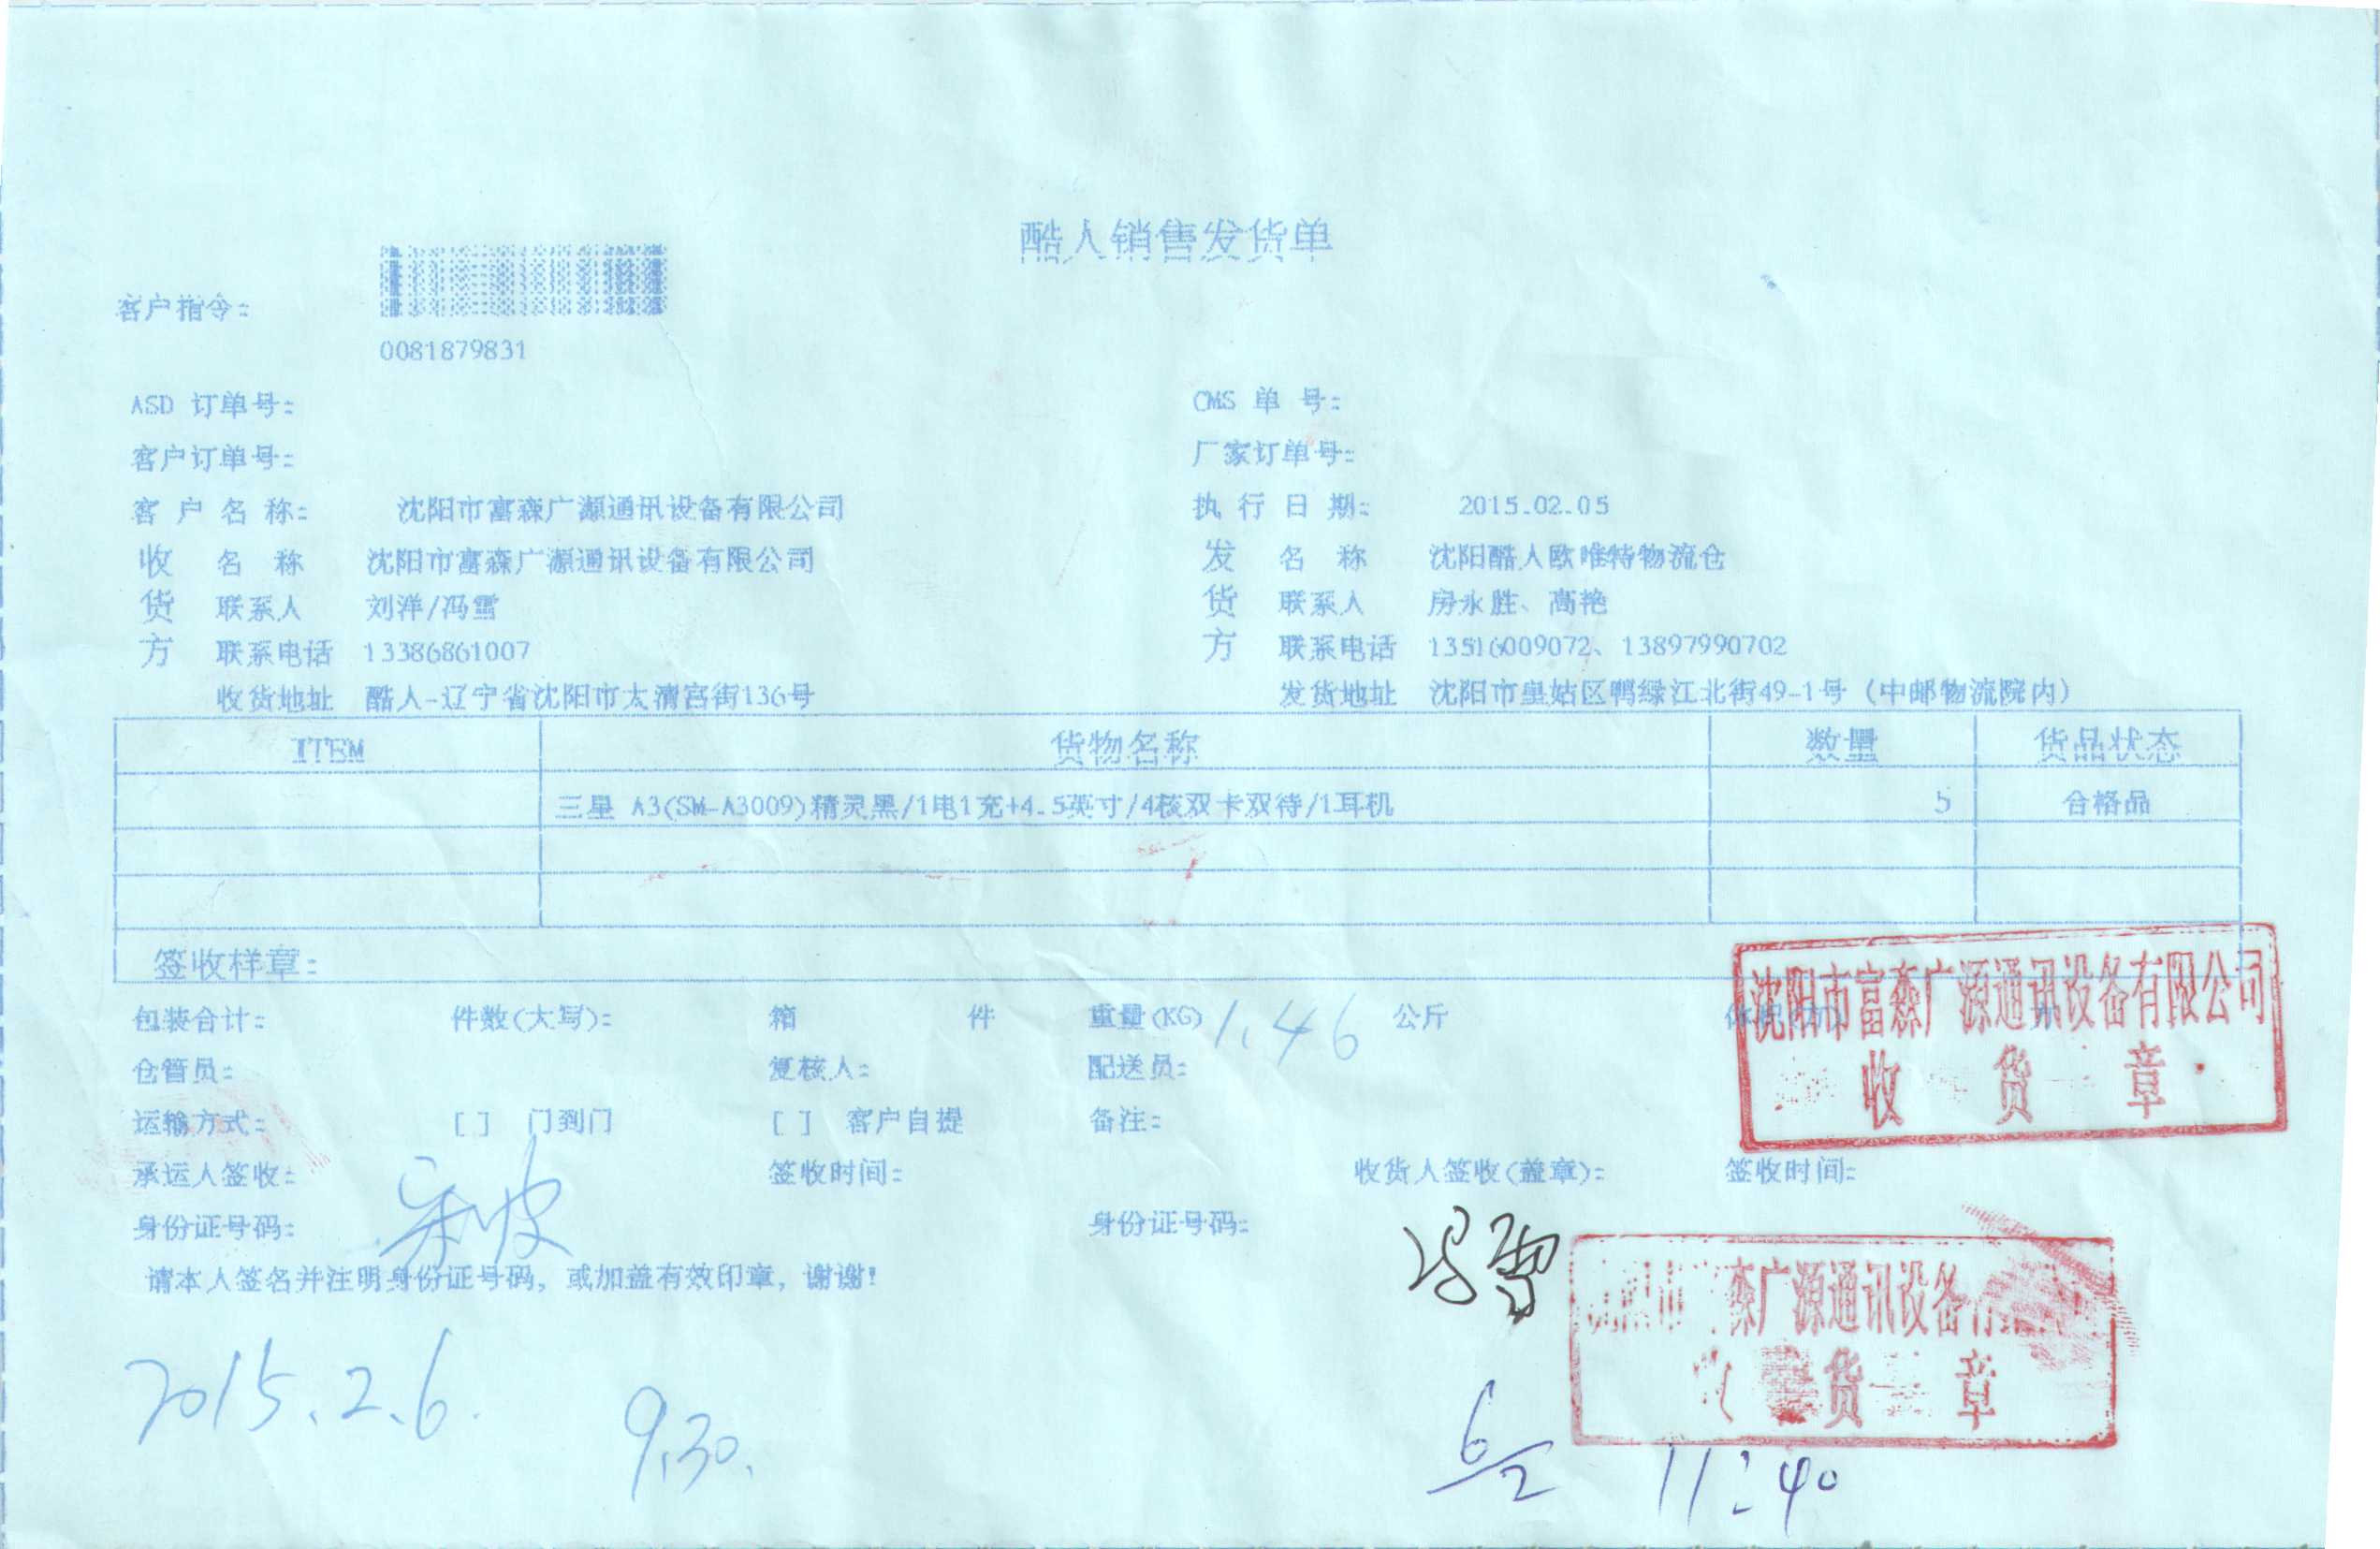 酷人销售发货单
客户指令：
0081879831
ASD 订单号： CMS 单 号：
客户订单号： 厂家订单号：
客 户 名 称： 沈阳市富森广源通讯设备有限公司 执 行 日 期： 2015.02.05
收 名 称 沈阳市富森广源通讯设备有限公司 发 名 称 沈阳酷人欧唯特物流仓
货 联系人 刘洋/冯雪 货 联系人 房永胜、高艳
方 联系电话 13386861007 方 联系电话 13516009072、13897990702
收货地址 酷人-辽宁省沈阳市太清宫街136号 发货地址 沈阳市皇姑区鸭绿江北街49-1号（中邮物流院内）
ITEM 货物名称 数量 货品状态
三星 A3(SM-A3009)精灵黑/1电1充+4.5英寸/4核双卡双待/1耳机 5 合格品
签收样章：
沈阳市富森广源通讯设备有限公司
收 货 章
包装合计： 件数(大写)： 箱 件 重量(KG) 1.46 公斤
仓管员： 复核人： 配送员：
运输方式： [ ] 门到门 [ ] 客户自提 备注：
承运人签收： 签收时间： 收货人签收(盖章)： 签收时间：
身份证号码： 身份证号码： 冯雪
请本人签名并注明身份证号码，或加盖有效印章，谢谢！
森广源通讯设备有
货 章
2015.2.6. 9.30.
6/2 11:40